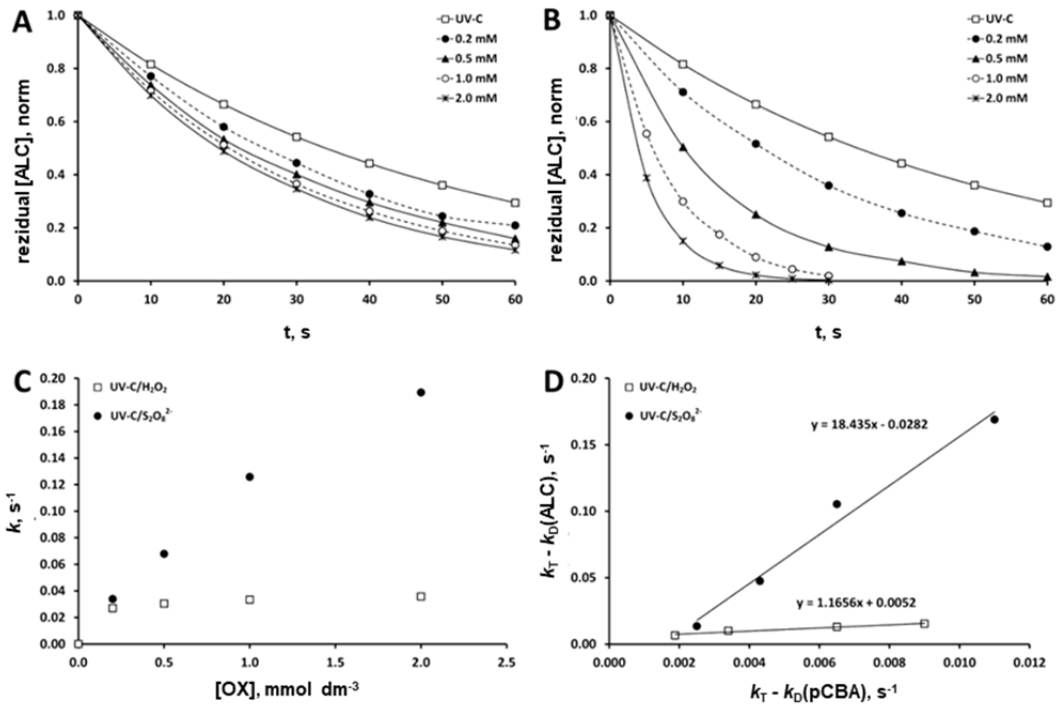 A
1.0
0.8
0.6
0.4
0.2
0.0
rezidual [ALC], norm
0 10 20 30 40 50 60
t, s
UV-C
0.2 mM
0.5 mM
1.0 mM
2.0 mM
B
1.0
0.8
0.6
0.4
0.2
0.0
rezidual [ALC], norm
0 10 20 30 40 50 60
t, s
UV-C
0.2 mM
0.5 mM
1.0 mM
2.0 mM
C
0.20
0.18
0.16
0.14
0.12
0.10
0.08
0.06
0.04
0.02
0.00
k, s⁻¹
0.0 0.5 1.0 1.5 2.0 2.5
[OX], mmol dm⁻³
UV-C/H₂O₂
UV-C/S₂O₈²⁻
D
0.20
0.15
0.10
0.05
0.00
kT - kD(ALC), s⁻¹
0.000 0.002 0.004 0.006 0.008 0.010 0.012
kT - kD(pCBA), s⁻¹
UV-C/H₂O₂
UV-C/S₂O₈²⁻
y = 18.435x - 0.0282
y = 1.1656x + 0.0052